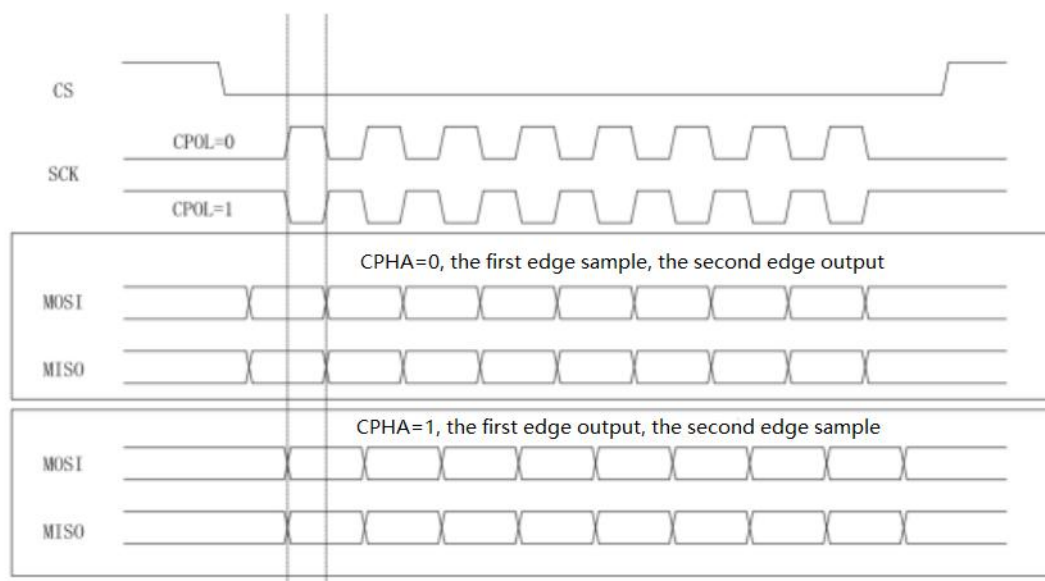 CS
CPOL=0
SCK
CPOL=1
CPHA=0, the first edge sample, the second edge output
MOSI
MISO
CPHA=1, the first edge output, the second edge sample
MOSI
MISO